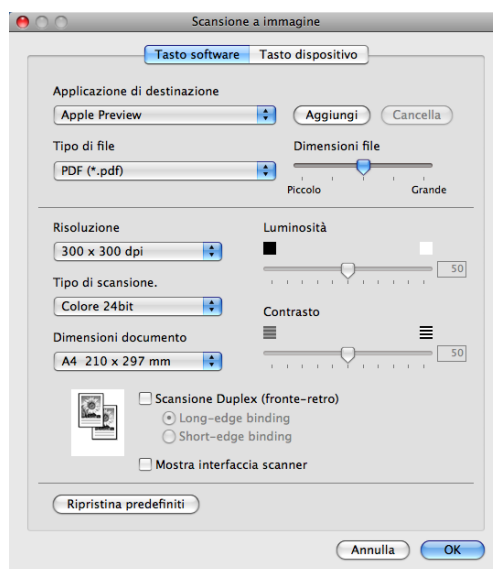 Scansione a immagine
Tasto software Tasto dispositivo
Applicazione di destinazione
Apple Preview Aggiungi Cancella
Tipo di file Dimensioni file
PDF (*.pdf)
Piccolo Grande
Risoluzione Luminosità
300 x 300 dpi
50
Tipo di scansione.
Colore 24bit
Contrasto
Dimensioni documento
A4 210 x 297 mm 50
Scansione Duplex (fronte-retro)
Long-edge binding
Short-edge binding
Mostra interfaccia scanner
Ripristina predefiniti
Annulla OK